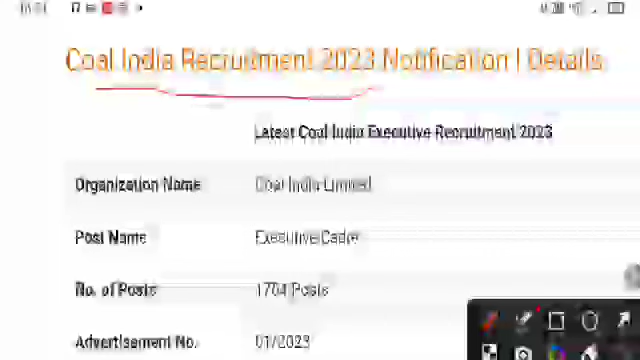 Coal India Recruitment 2023 Notification | Details
Latest Coal India Executive Recruitment 2023
Organization Name Coal India Limited
Post Name Executive Cadre
No. of Posts 1764 Posts
Advertisement No. 01/2023